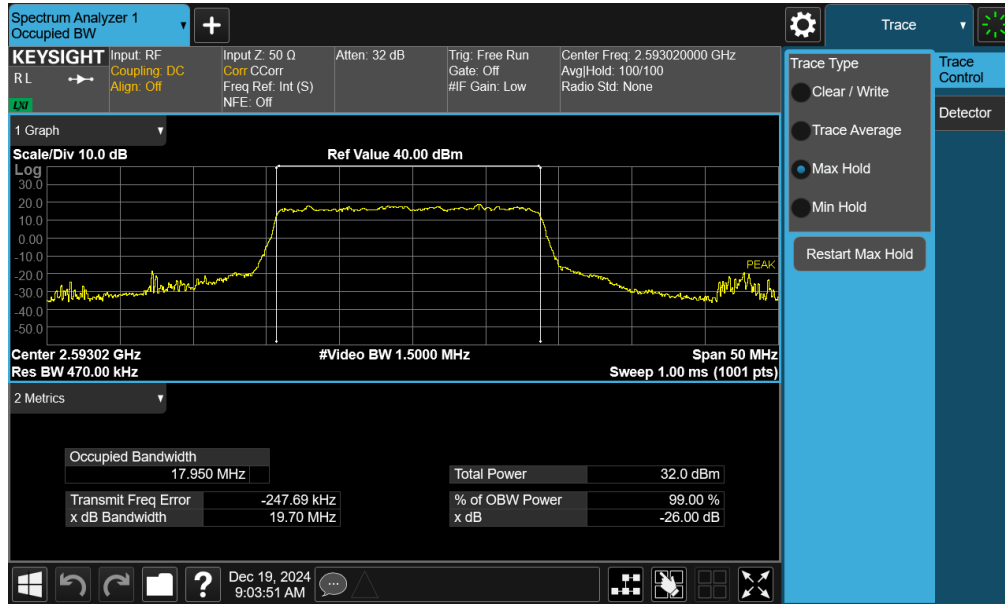 Spectrum Analyzer 1
Occupied BW
+
Trace
KEYSIGHT
R L
LXI
Input: RF
Coupling: DC
Align: Off
Input Z: 50 Ω
Corr CCorr
Freq Ref: Int (S)
NFE: Off
Atten: 32 dB
Trig: Free Run
Gate: Off
#IF Gain: Low
Center Freq: 2.593020000 GHz
Avg|Hold: 100/100
Radio Std: None
Trace Type
Clear / Write
Trace Average
Max Hold
Min Hold
Restart Max Hold
Trace
Control
Detector
1 Graph
Scale/Div 10.0 dB
Ref Value 40.00 dBm
Log
30.0
20.0
10.0
0.00
-10.0
-20.0
-30.0
-40.0
-50.0
PEAK
Center 2.59302 GHz
#Video BW 1.5000 MHz
Span 50 MHz
Res BW 470.00 kHz
Sweep 1.00 ms (1001 pts)
2 Metrics
Occupied Bandwidth
17.950 MHz
Total Power 32.0 dBm
Transmit Freq Error -247.69 kHz
% of OBW Power 99.00 %
x dB Bandwidth 19.70 MHz
x dB -26.00 dB
?
Dec 19, 2024
9:03:51 AM